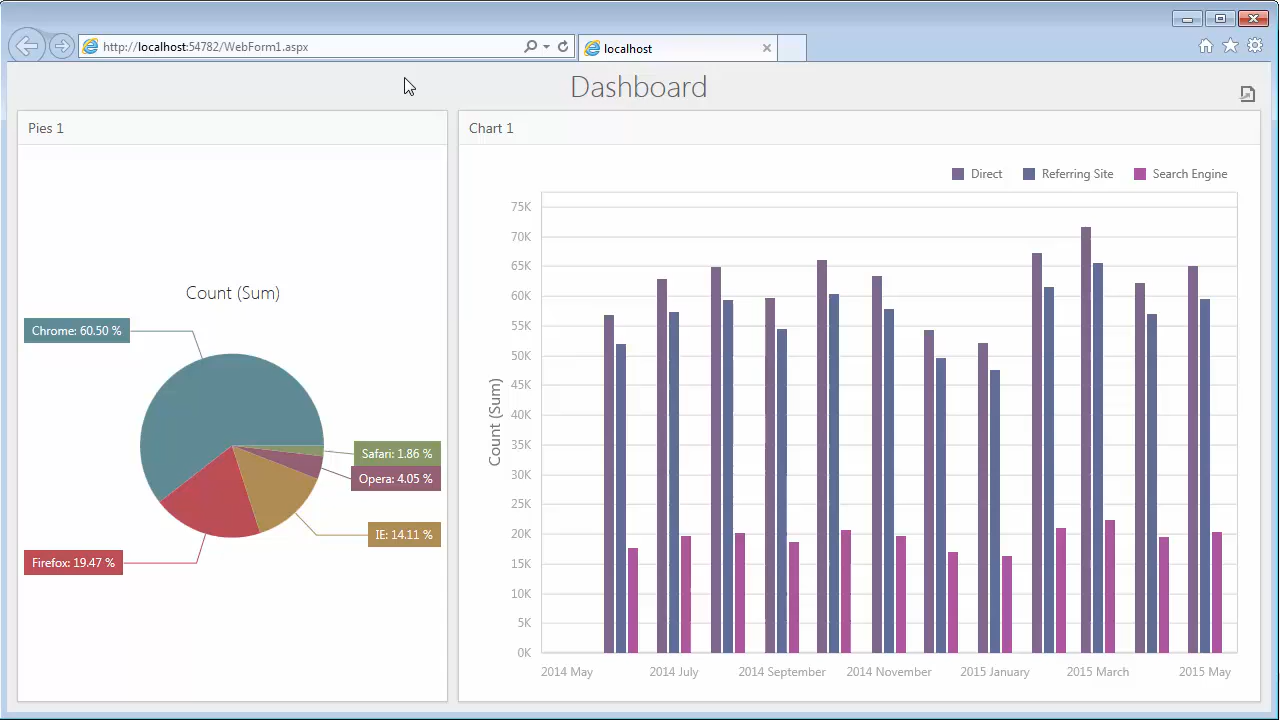 http://localhost:54782/WebForm1.aspx
localhost
Dashboard
Pies 1
Count (Sum)
Chrome: 60.50 %
Safari: 1.86 %
Opera: 4.05 %
IE: 14.11 %
Firefox: 19.47 %
Chart 1
Direct
Referring Site
Search Engine
75K
70K
65K
60K
55K
50K
45K
40K
35K
30K
25K
20K
15K
10K
5K
0K
Count (Sum)
2014 May
2014 July
2014 September
2014 November
2015 January
2015 March
2015 May